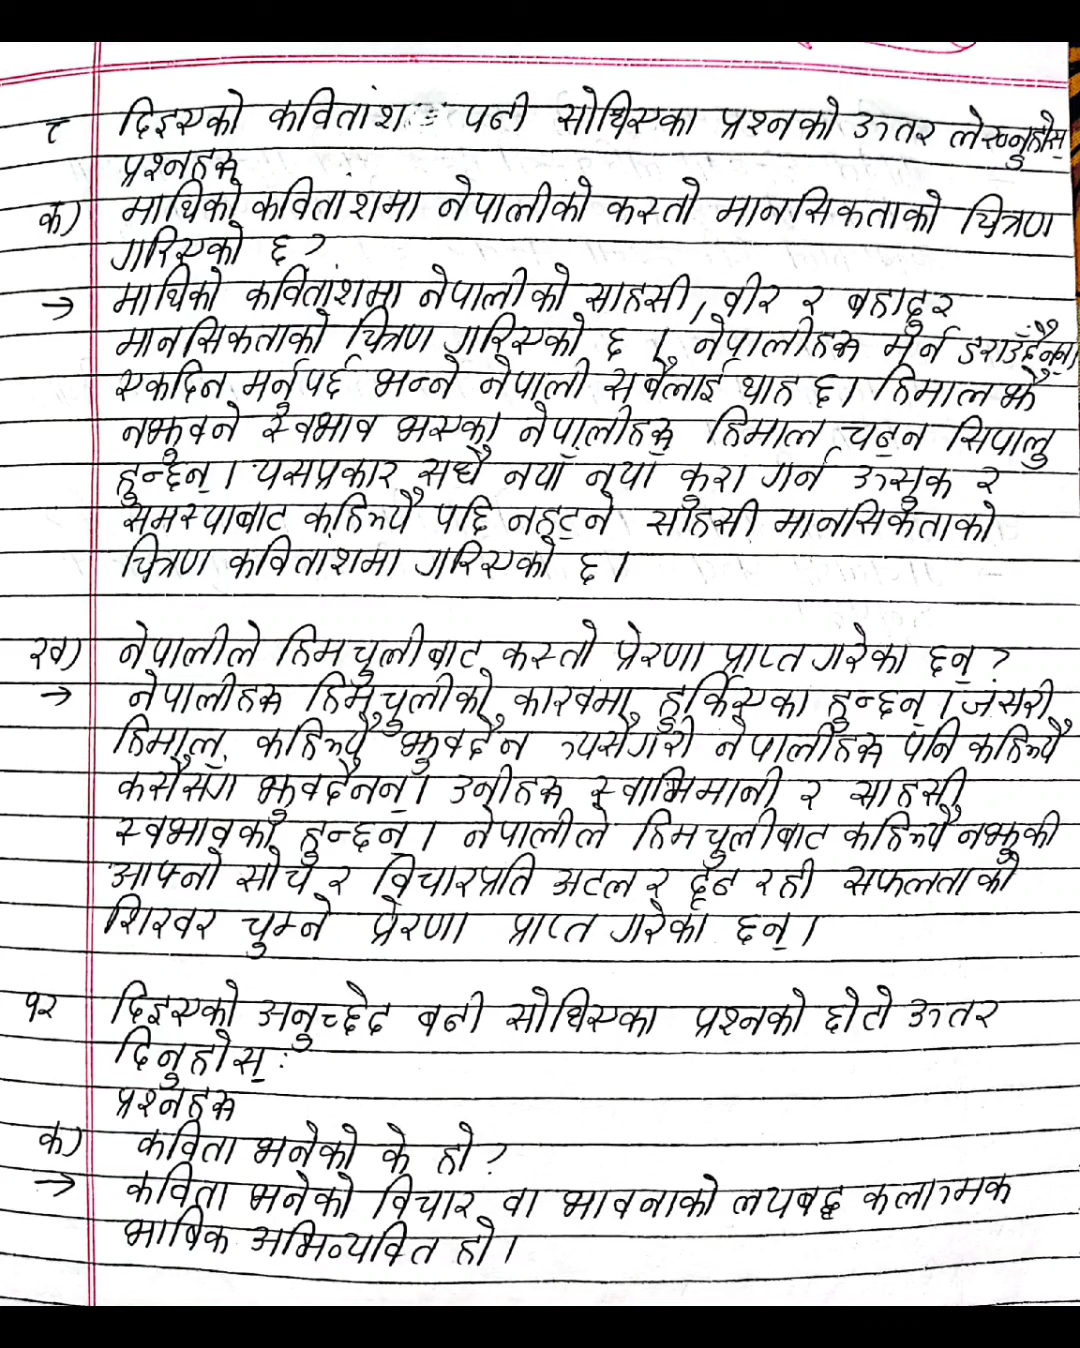 ८ दिइएको कवितांश पढी सोधिएका प्रश्नको उत्तर लेख्नुहोस्
प्रश्नहरू
क) माथिको कवितांशमा नेपालीको कस्तो मानसिकताको चित्रण
गरिएको छ?
→ माथिको कवितांशमा नेपालीको साहसी, वीर र बहादुर
मानसिकताको चित्रण गरिएको छ । नेपालीहरू मर्न डराउँदैनन्।
एकदिन मर्नुपर्छ भन्ने नेपाली सबैलाई थाह छ। हिमाल झैं
नझुक्ने स्वभाव भएका नेपालीहरू हिमाल चढ्न सिपालु
हुन्छन् । यसप्रकार सधैं नयाँ नयाँ कुरा गर्न उत्सुक र
समस्याबाट कहिल्यै पछि नहट्ने साहसी मानसिकताको
चित्रण कवितांशमा गरिएको छ।
ख) नेपालीले हिमचुलीबाट कस्तो प्रेरणा प्राप्त गरेका छन् ?
→ नेपालीहरू हिमचुलीको काखमा हुर्किएका हुन्छन् । जसरी
हिमाल कहिल्यै झुक्दैन त्यसैगरी नेपालीहरू पनि कहिल्यै
कसैसँग झुक्दैनन्। उनीहरू स्वाभिमानी र साहसी
स्वभावका हुन्छन् । नेपालीले हिमचुलीबाट कहिल्यै नझुकी
आफ्नो सोच र विचारप्रति अटल र दृढ रही सफलताको
शिखर चुम्ने प्रेरणा प्राप्त गरेका छन् ।
१२ दिइएको अनुच्छेद बढी सोधिएका प्रश्नको छोटो उत्तर
दिनुहोस् :
प्रश्नहरू
क) कविता भनेको के हो ?
→ कविता भनेको विचार वा भावनाको लयबद्ध कलात्मक
भाषिक अभिव्यक्ति हो ।